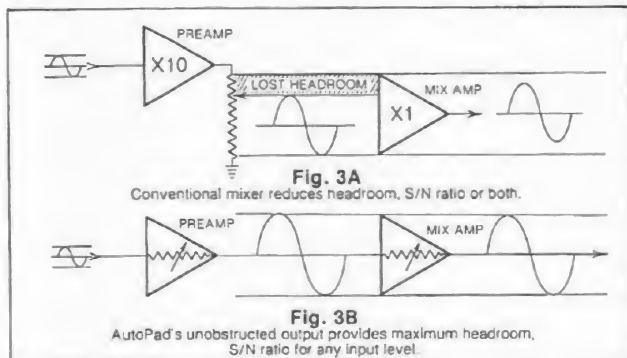 PREAMP
X10
LOST HEADROOM
MIX AMP
X1
Fig. 3A
Conventional mixer reduces headroom, S/N ratio or both.
PREAMP
MIX AMP
Fig. 3B
AutoPad's unobstructed output provides maximum headroom,
S/N ratio for any input level.